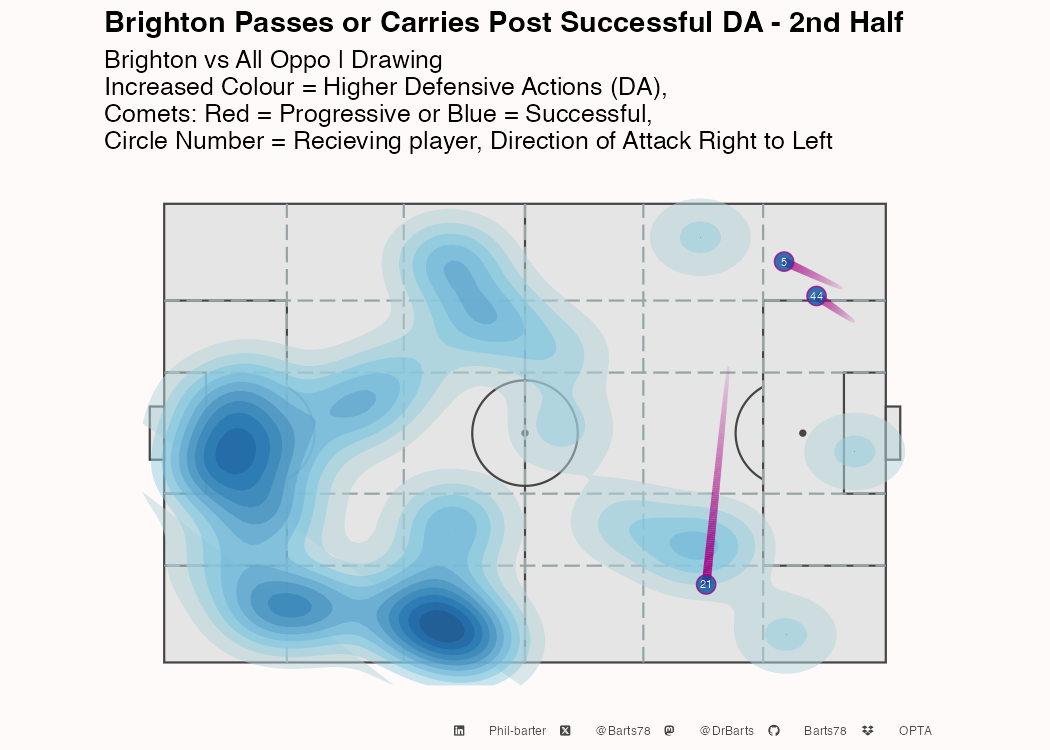 Brighton Passes or Carries Post Successful DA - 2nd Half
Brighton vs All Oppo | Drawing
Increased Colour = Higher Defensive Actions (DA),
Comets: Red = Progressive or Blue = Successful,
Circle Number = Recieving player, Direction of Attack Right to Left
5
44
21
Phil-barter @Barts78 @DrBarts Barts78 OPTA